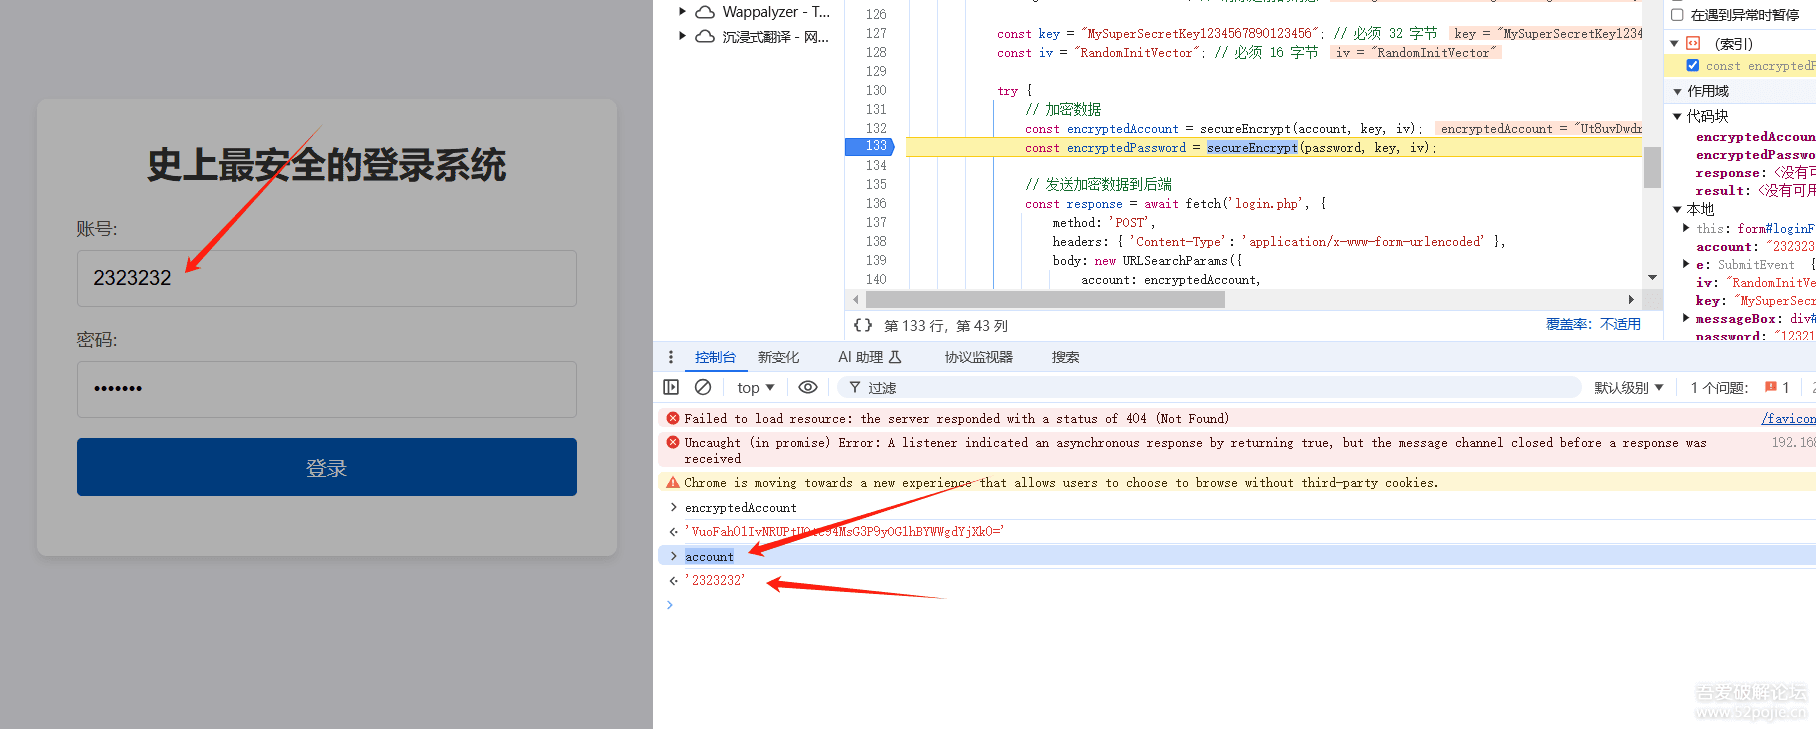 史上最安全的登录系统
账号:
2323232
密码:
•••••••
登录
Wappalyzer - T...
沉浸式翻译 - 网...
126
127 const key = "MySuperSecretKey1234567890123456"; // 必须 32 字节 key = "MySuperSecretKey1234
128 const iv = "RandomInitVector"; // 必须 16 字节 iv = "RandomInitVector"
129
130 try {
131 // 加密数据
132 const encryptedAccount = secureEncrypt(account, key, iv); encryptedAccount = "Ut8uvDwdr
133 const encryptedPassword = secureEncrypt(password, key, iv);
134
135 // 发送加密数据到后端
136 const response = await fetch('login.php', {
137 method: 'POST',
138 headers: { 'Content-Type': 'application/x-www-form-urlencoded' },
139 body: new URLSearchParams({
140 account: encryptedAccount,
{} 第 133 行，第 43 列
覆盖率：不适用
在遇到异常时暂停
(索引)
const encryptedP
作用域
代码块
encryptedAccoun
encryptedPasswo
response: <没有可
result: <没有可用
本地
this: form#loginF
account: "232323
e: SubmitEvent {
iv: "RandomInitVe
key: "MySuperSecr
messageBox: div#
password: "12321
控制台 新变化 AI 助理 协议监视器 搜索
top 过滤 默认级别 1 个问题: 1
Failed to load resource: the server responded with a status of 404 (Not Found) /favicon
Uncaught (in promise) Error: A listener indicated an asynchronous response by returning true, but the message channel closed before a response was 192.168
received
Chrome is moving towards a new experience that allows users to choose to browse without third-party cookies.
> encryptedAccount
> account
'2323232'
>
吾爱破解论坛
www.52pojie.cn